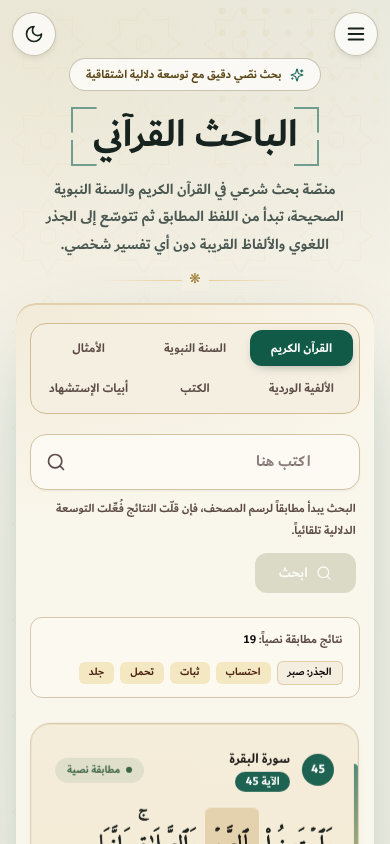 بحث نصّي دقيق مع توسعة دلالية اشتقاقية
الباحث القرآني
منصّة بحث شرعي في القرآن الكريم والسنة النبوية
الصحيحة، تبدأ من اللفظ المطابق ثم تتوسّع إلى الجذر
اللغوي والألفاظ القريبة دون أي تفسير شخصي.
القرآن الكريم السنة النبوية الأمثال
الألفية الوردية الكتب أبيات الإستشهاد
اكتب هنا
البحث يبدأ مطابقاً لرسم المصحف، فإن قلّت النتائج فُعِّلت التوسعة
الدلالية تلقائياً.
ابحث
نتائج مطابقة نصياً: 19
الجذر: صبر احتساب ثبات تحمل جلد
45 سورة البقرة مطابقة نصية
الآية 45